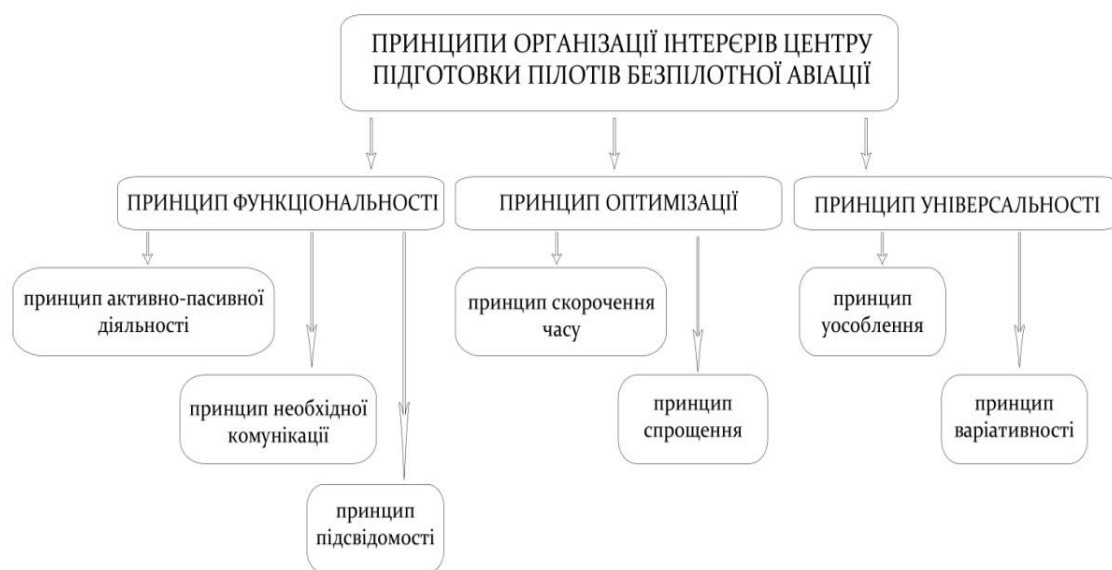 ПРИНЦИПИ ОРГАНІЗАЦІЇ ІНТЕРЄРІВ ЦЕНТРУ
ПІДГОТОВКИ ПІЛОТІВ БЕЗПІЛОТНОЇ АВІАЦІЇ
ПРИНЦИП ФУНКЦІОНАЛЬНОСТІ
ПРИНЦИП ОПТИМІЗАЦІЇ
ПРИНЦИП УНІВЕРСАЛЬНОСТІ
принцип активно-пасивної
діяльності
принцип скорочення
часу
принцип
уособлення
принцип необхідної
комунікації
принцип
спрощення
принцип
варіативності
принцип
підсвідомості